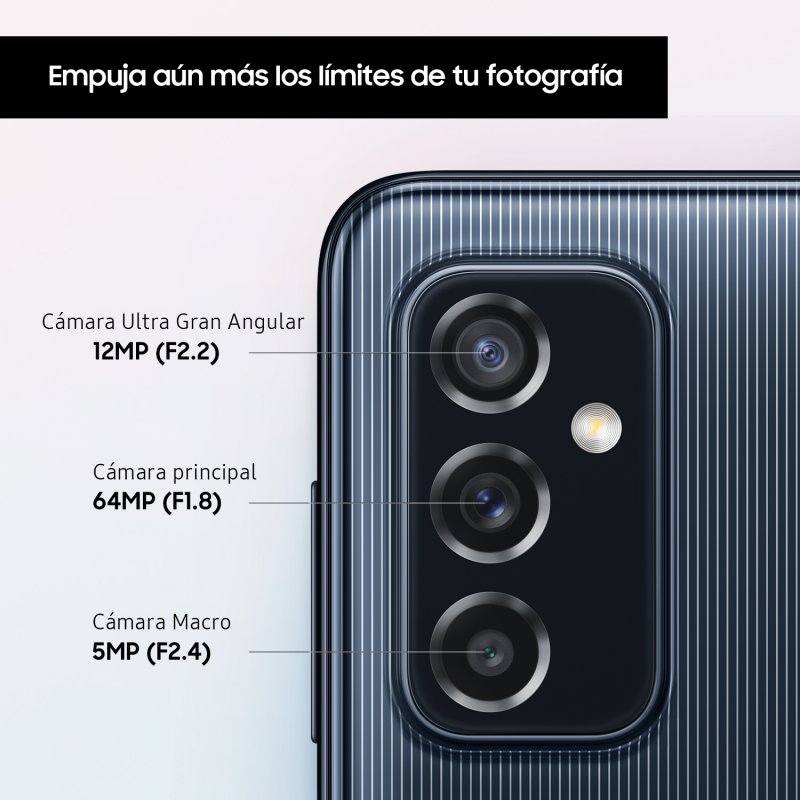 Empuja aún más los límites de tu fotografía
Cámara Ultra Gran Angular
12MP (F2.2)
Cámara principal
64MP (F1.8)
Cámara Macro
5MP (F2.4)